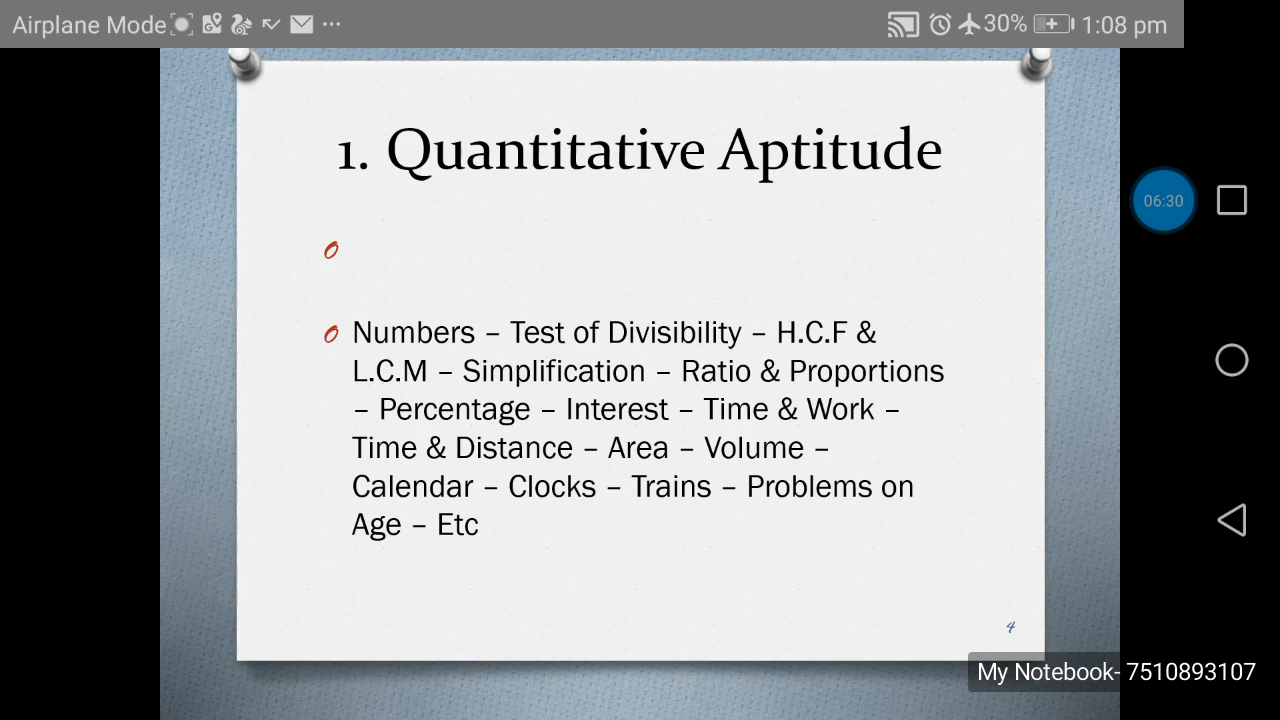 Airplane Mode
30%
1:08 pm
1. Quantitative Aptitude
06:30
Numbers – Test of Divisibility – H.C.F &
L.C.M – Simplification – Ratio & Proportions
– Percentage – Interest – Time & Work –
Time & Distance – Area – Volume –
Calendar – Clocks – Trains – Problems on
Age – Etc
4
My Notebook- 7510893107